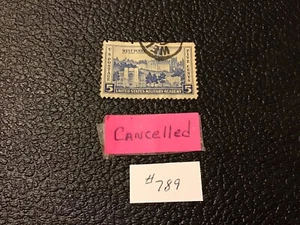 WEST POINT
5 5
UNITED STATES MILITARY ACADEMY
Cancelled
#789